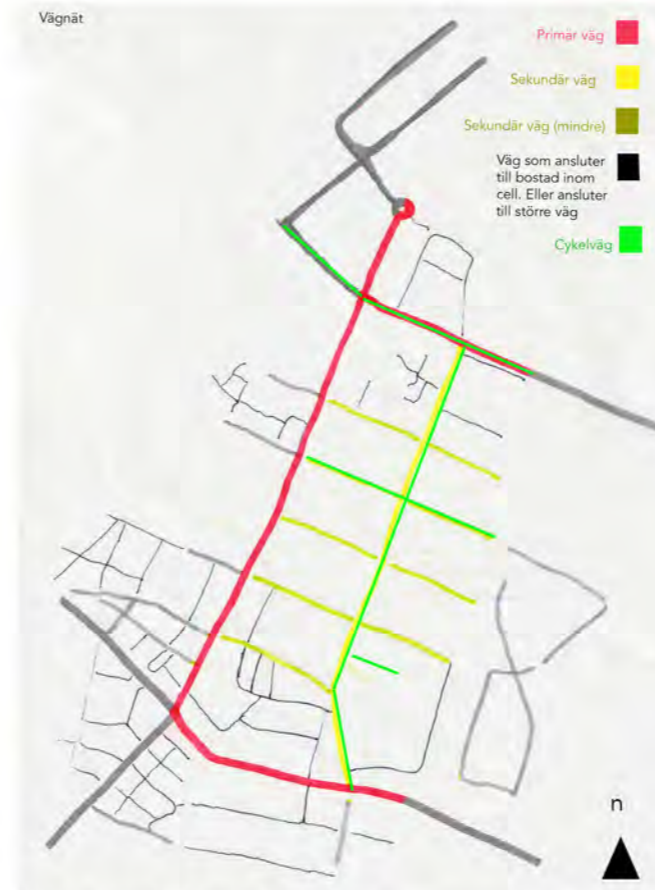 Vägnät
Primär väg
Sekundär väg
Sekundär väg (mindre)
Väg som ansluter
till bostad inom
cell. Eller ansluter
till större väg
Cykelväg
n